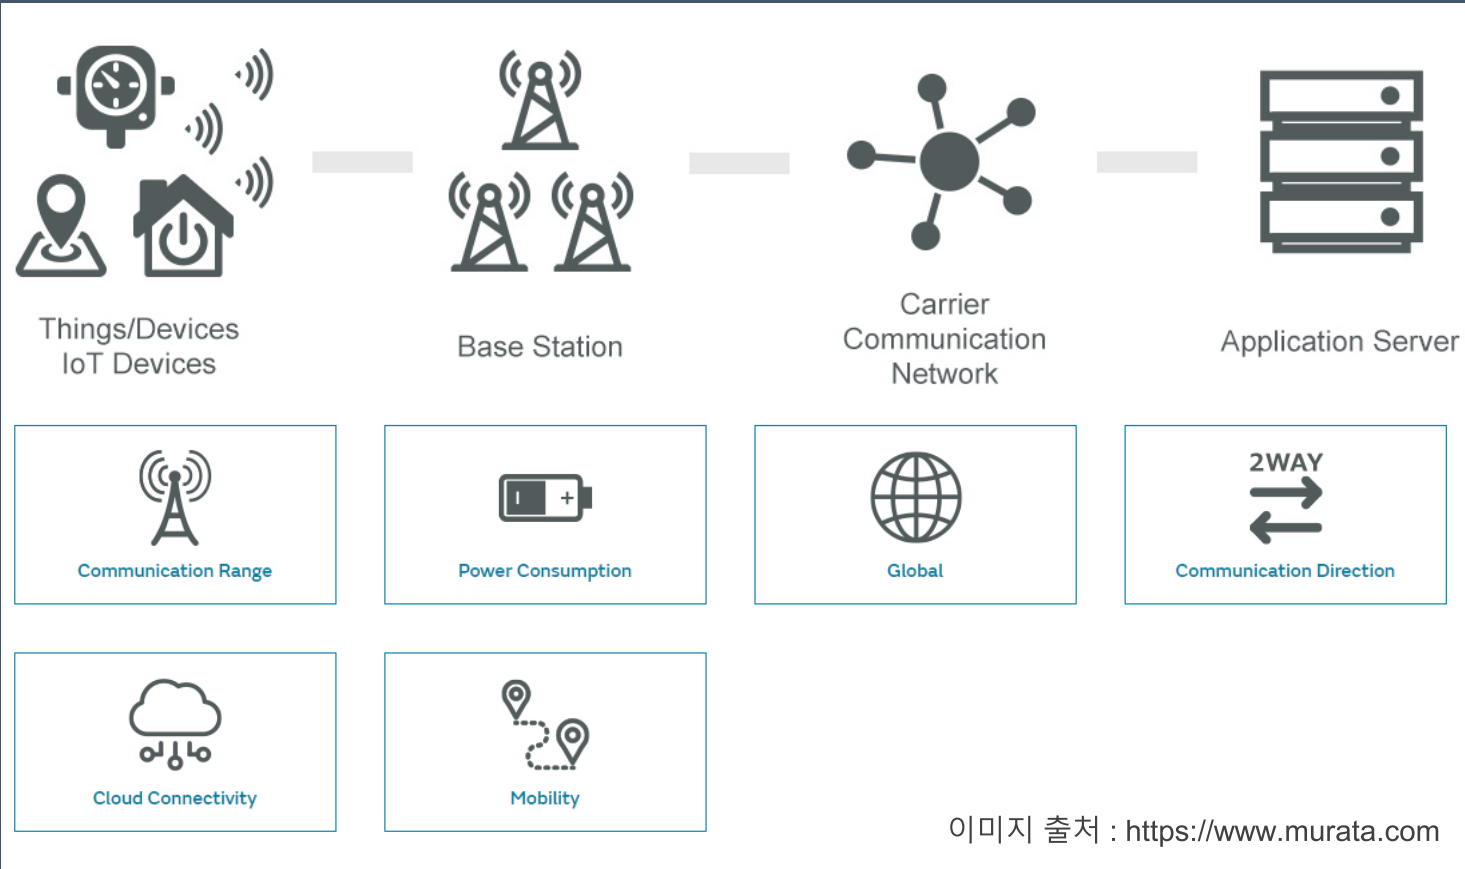 Things/Devices
IoT Devices
Base Station
Carrier
Communication
Network
Application Server
Communication Range
Power Consumption
Global
2WAY
Communication Direction
Cloud Connectivity
Mobility
이미지 출처 : https://www.murata.com